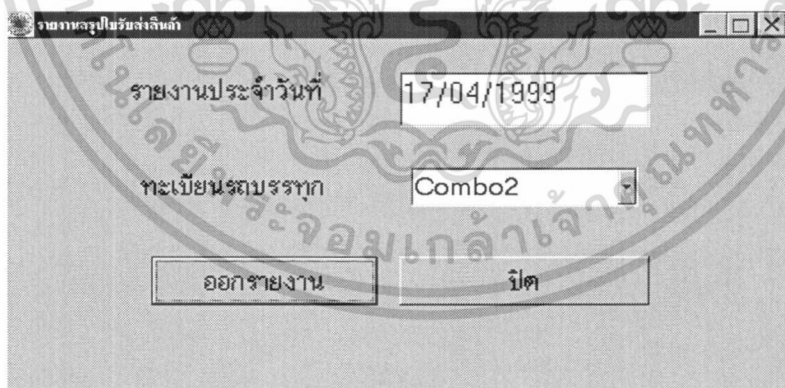 รายงานสรุปใบรับส่งสินค้า
รายงานประจำวันที่ 17/04/1999
ทะเบียนรถบรรทุก Combo2
ออกรายงาน ปิด